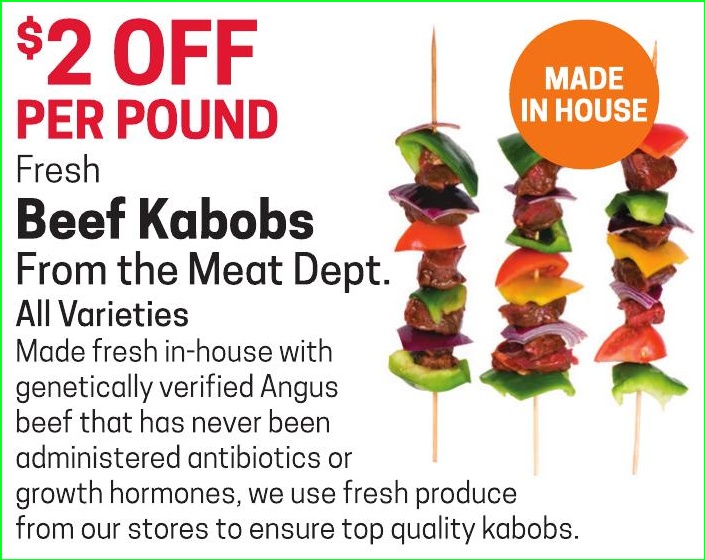 $2 OFF
PER POUND
Fresh
Beef Kabobs
From the Meat Dept.
All Varieties
Made fresh in-house with
genetically verified Angus
beef that has never been
administered antibiotics or
growth hormones, we use fresh produce
from our stores to ensure top quality kabobs.
MADE
IN HOUSE